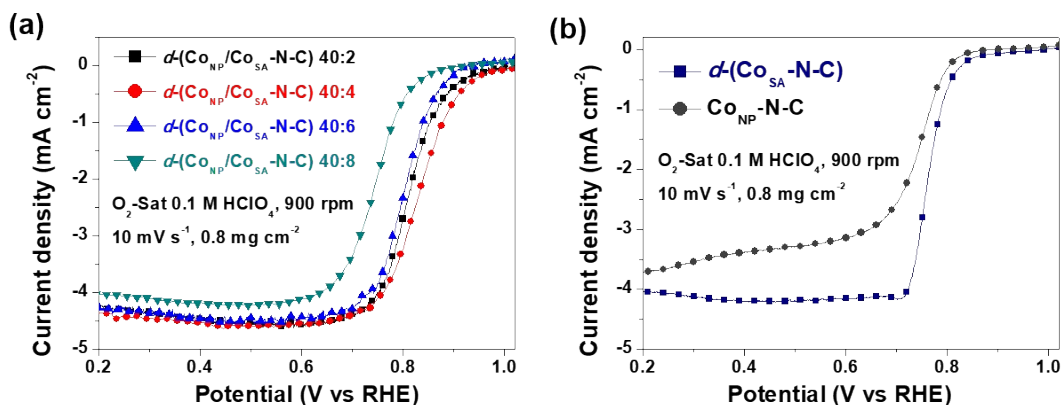 (a)
d-(CoNP/CoSA-N-C) 40:2
d-(CoNP/CoSA-N-C) 40:4
d-(CoNP/CoSA-N-C) 40:6
d-(CoNP/CoSA-N-C) 40:8
O2-Sat 0.1 M HClO4, 900 rpm
10 mV s-1, 0.8 mg cm-2
Current density (mA cm-2)
0
-1
-2
-3
-4
-5
0.2 0.4 0.6 0.8 1.0
Potential (V vs RHE)
(b)
d-(CoSA-N-C)
CoNP-N-C
O2-Sat 0.1 M HClO4, 900 rpm
10 mV s-1, 0.8 mg cm-2
Current density (mA cm-2)
0
-1
-2
-3
-4
-5
0.2 0.4 0.6 0.8 1.0
Potential (V vs RHE)